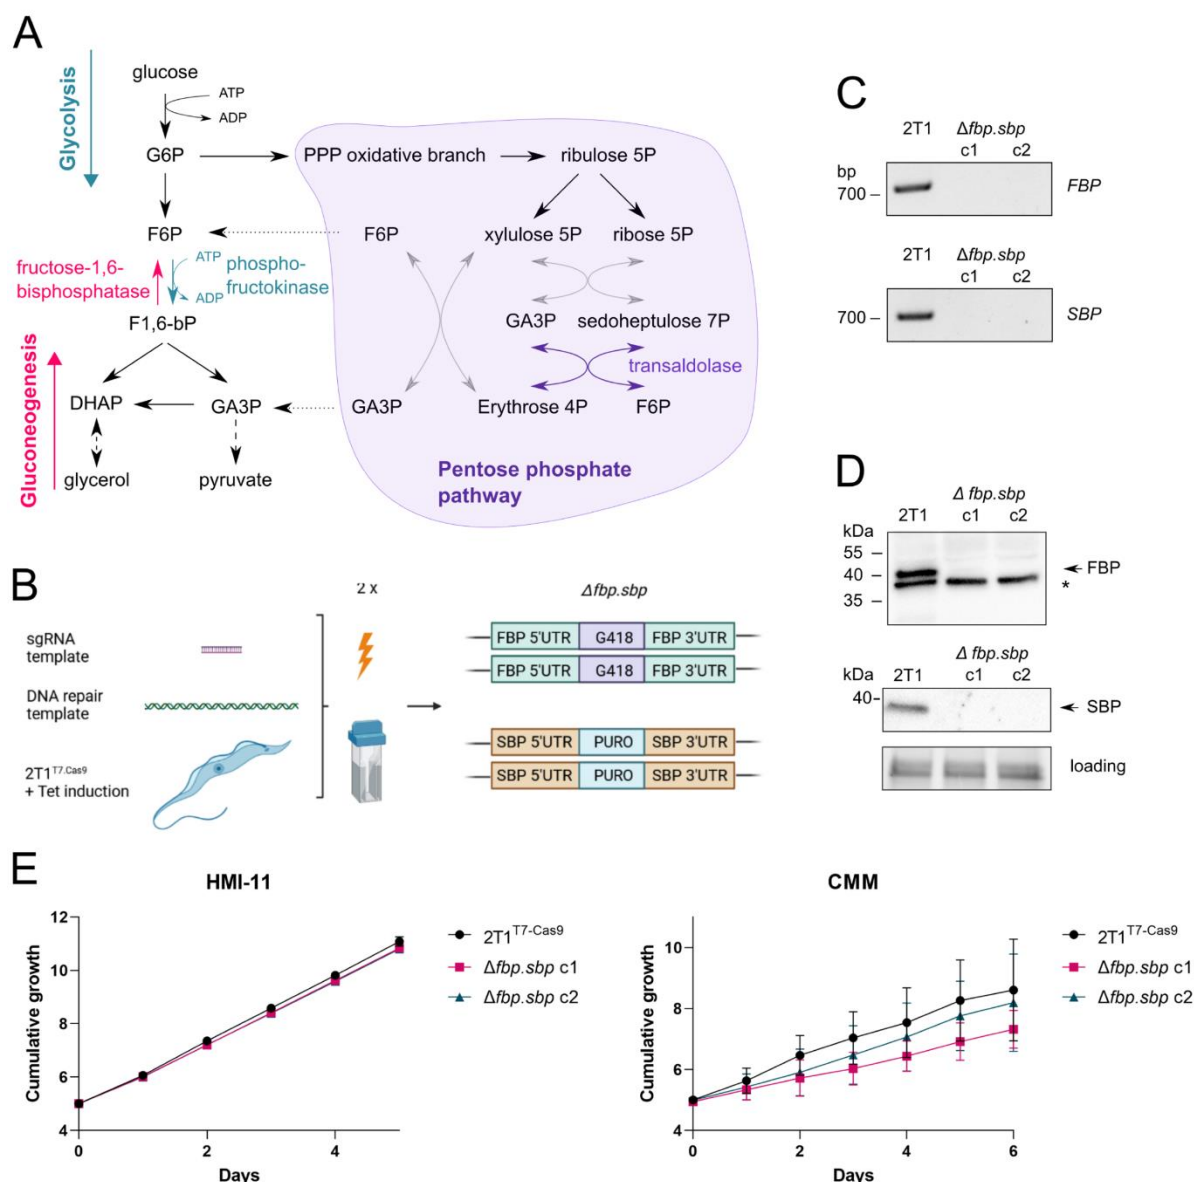 A
Glycolysis
glucose
ATP
ADP
G6P
PPP oxidative branch
ribulose 5P
F6P
F6P
xylulose 5P
ribose 5P
fructose-1,6-
bisphosphatase
ATP
ADP
phospho-
fructokinase
F1,6-bP
GA3P
sedoheptulose 7P
transaldolase
Gluconeogenesis
DHAP
GA3P
GA3P
Erythrose 4P
F6P
glycerol
pyruvate
Pentose phosphate
pathway
B
sgRNA
template
DNA repair
template
2T1T7.Cas9
+ Tet induction
2 x
Δfbp.sbp
FBP 5'UTR G418 FBP 3'UTR
FBP 5'UTR G418 FBP 3'UTR
SBP 5'UTR PURO SBP 3'UTR
SBP 5'UTR PURO SBP 3'UTR
C
2T1 Δfbp.sbp
c1 c2
bp
700
FBP
2T1 Δfbp.sbp
c1 c2
700
SBP
D
Δ fbp.sbp
2T1 c1 c2
kDa
55
40
35
FBP
*
Δ fbp.sbp
2T1 c1 c2
kDa
40
SBP
loading
E
HMI-11
Cumulative growth
12
10
8
6
4
0 2 4
Days
2T1T7-Cas9
Δfbp.sbp c1
Δfbp.sbp c2
CMM
Cumulative growth
10
8
6
4
0 2 4 6
Days
2T1T7-Cas9
Δfbp.sbp c1
Δfbp.sbp c2